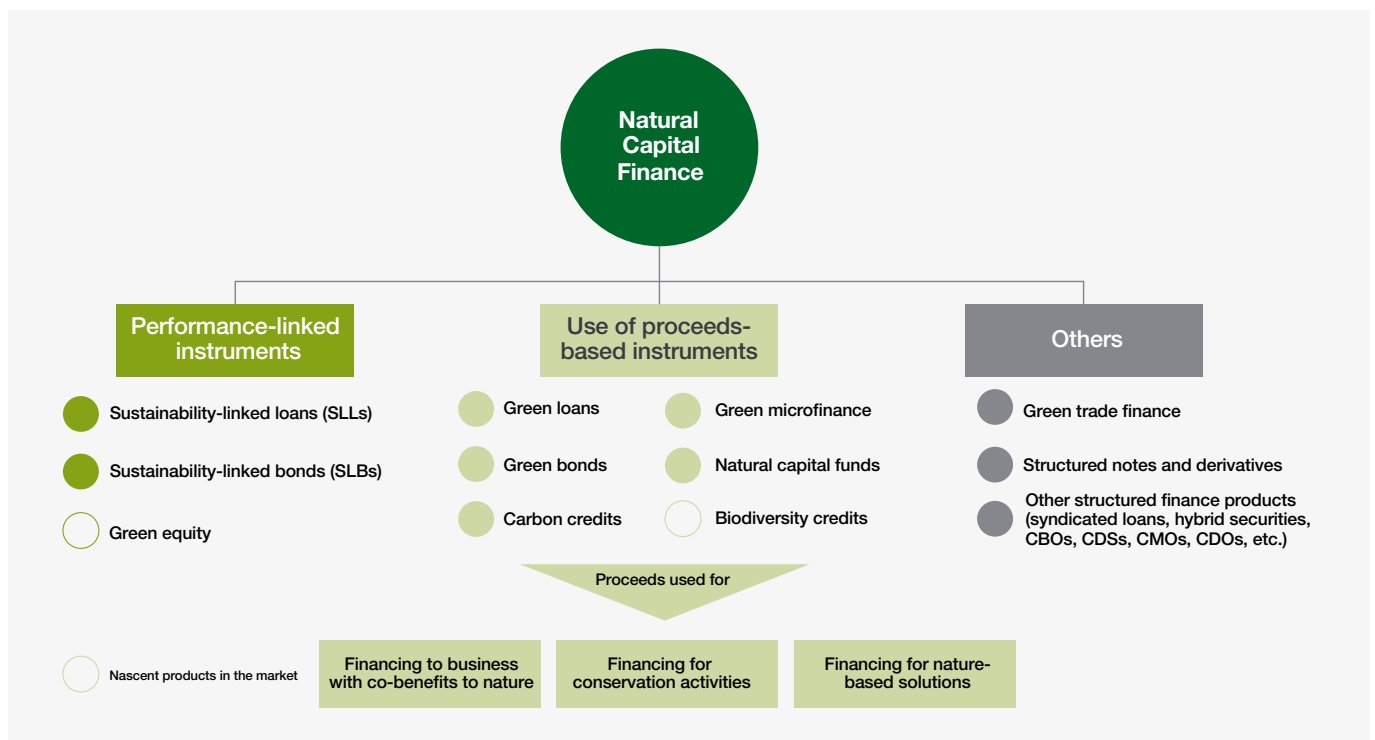 Natural
Capital
Finance
Performance-linked
instruments
Sustainability-linked loans (SLLs)
Sustainability-linked bonds (SLBs)
Green equity
Use of proceeds-
based instruments
Green loans
Green bonds
Carbon credits
Green microfinance
Natural capital funds
Biodiversity credits
Others
Green trade finance
Structured notes and derivatives
Other structured finance products
(syndicated loans, hybrid securities,
CBOs, CDSs, CMOs, CDOs, etc.)
Proceeds used for
Nascent products in the market
Financing to business
with co-benefits to nature
Financing for
conservation activities
Financing for nature-
based solutions